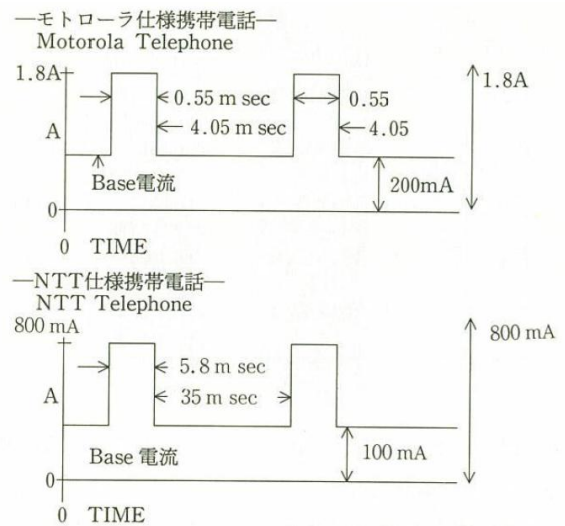 ―モトローラ仕様携帯電話―
Motorola Telephone
1.8A
1.8A
0.55 m sec
0.55
A
4.05 m sec
4.05
Base電流
200mA
0
0 TIME
―NTT仕様携帯電話―
NTT Telephone
800 mA
800 mA
5.8 m sec
A
35 m sec
Base 電流
100 mA
0
0 TIME